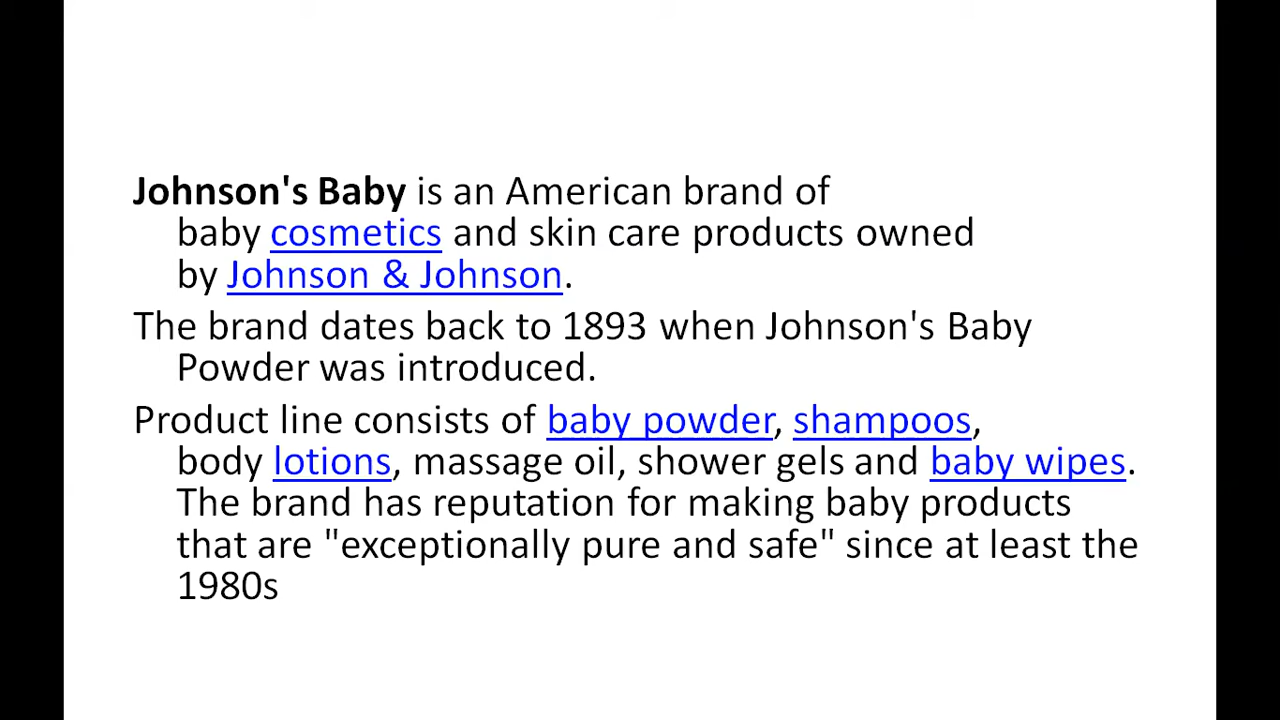 Johnson's Baby is an American brand of
baby cosmetics and skin care products owned
by Johnson & Johnson.
The brand dates back to 1893 when Johnson's Baby
Powder was introduced.
Product line consists of baby powder, shampoos,
body lotions, massage oil, shower gels and baby wipes.
The brand has reputation for making baby products
that are "exceptionally pure and safe" since at least the
1980s